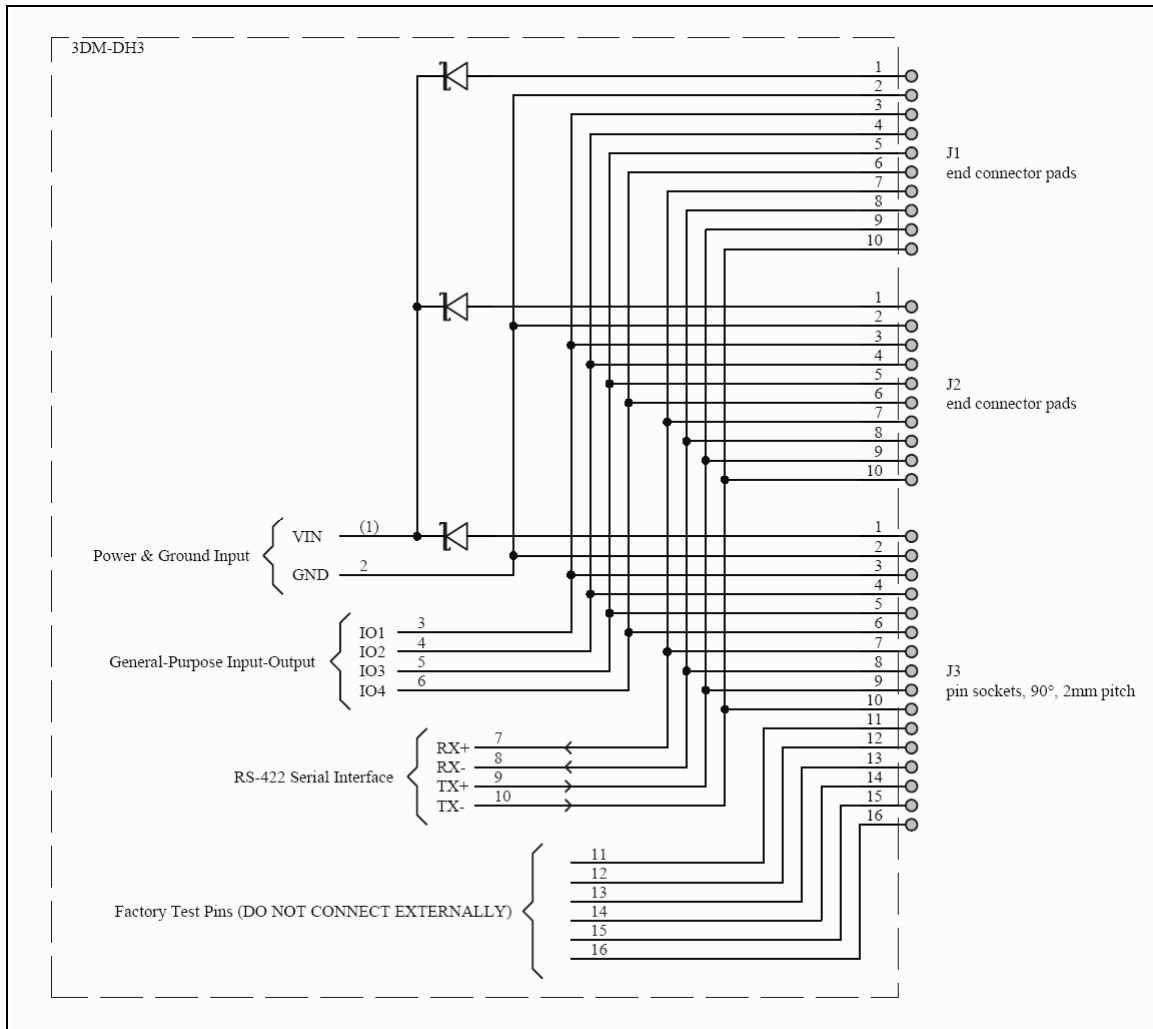 3DM-DH3
1
2
3
4
5
6
7
8
9
10
J1
end connector pads
1
2
3
4
5
6
7
8
9
10
J2
end connector pads
1
2
3
4
5
6
7
8
9
10
11
12
13
14
15
16
J3
pin sockets, 90°, 2mm pitch
Power & Ground Input
VIN (1)
GND 2
General-Purpose Input-Output
IO1 3
IO2 4
IO3 5
IO4 6
RS-422 Serial Interface
RX+ 7
RX- 8
TX+ 9
TX- 10
Factory Test Pins (DO NOT CONNECT EXTERNALLY)
11
12
13
14
15
16